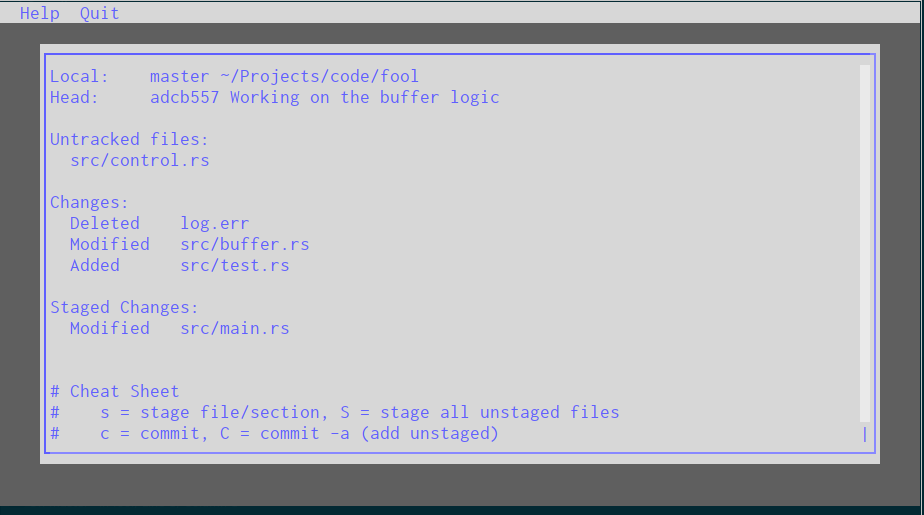 Help  Quit
Local:    master ~/Projects/code/fool
Head:     adcb557 Working on the buffer logic
Untracked files:
  src/control.rs
Changes:
  Deleted    log.err
  Modified   src/buffer.rs
  Added      src/test.rs
Staged Changes:
  Modified   src/main.rs
# Cheat Sheet
#    s = stage file/section, S = stage all unstaged files
#    c = commit, C = commit -a (add unstaged)